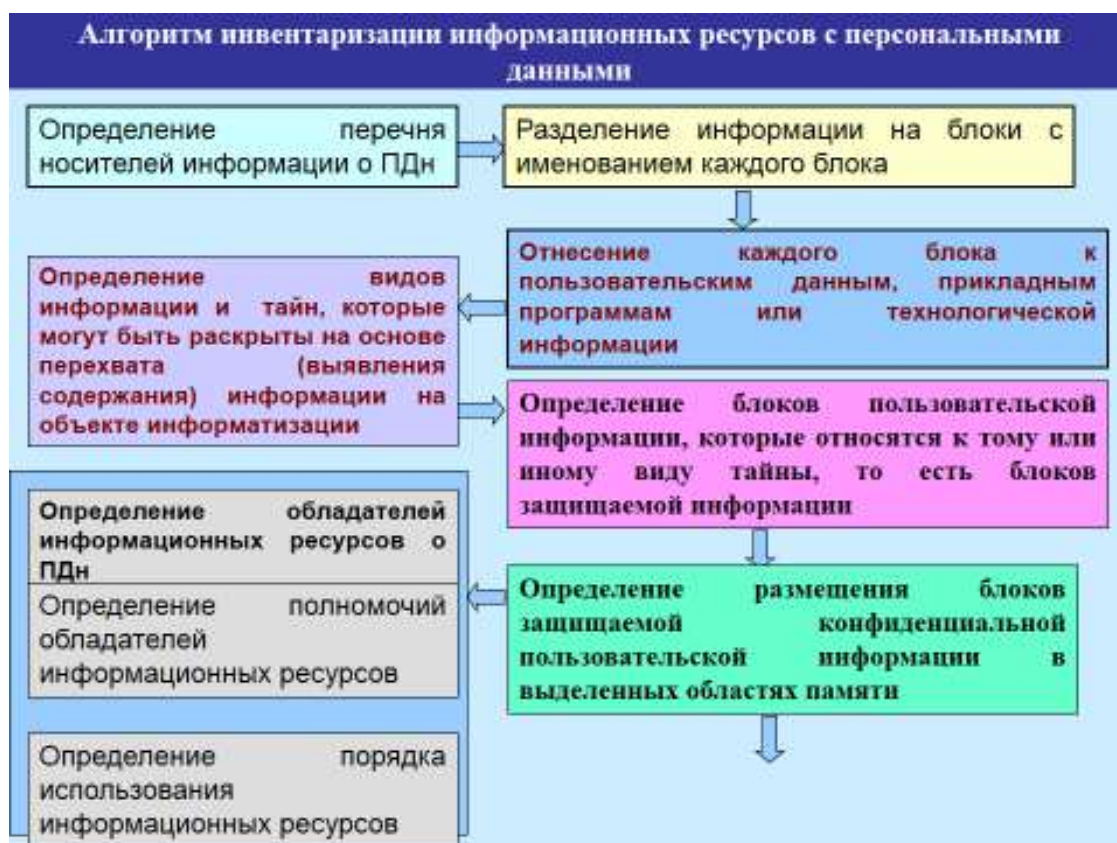 Алгоритм инвентаризации информационных ресурсов с персональными
данными
Определение перечня
носителей информации о ПДн
Разделение информации на блоки с
именованием каждого блока
Отнесение каждого блока к
пользовательским данным, прикладным
программам или технологической
информации
Определение видов
информации и тайн, которые
могут быть раскрыты на основе
перехвата (выявления
содержания) информации на
объекте информатизации
Определение блоков пользовательской
информации, которые относятся к тому или
иному виду тайны, то есть блоков
защищаемой информации
Определение размещения блоков
защищаемой конфиденциальной
пользовательской информации в
выделенных областях памяти
Определение обладателей
информационных ресурсов о
ПДн
Определение полномочий
обладателей
информационных ресурсов
Определение порядка
использования
информационных ресурсов